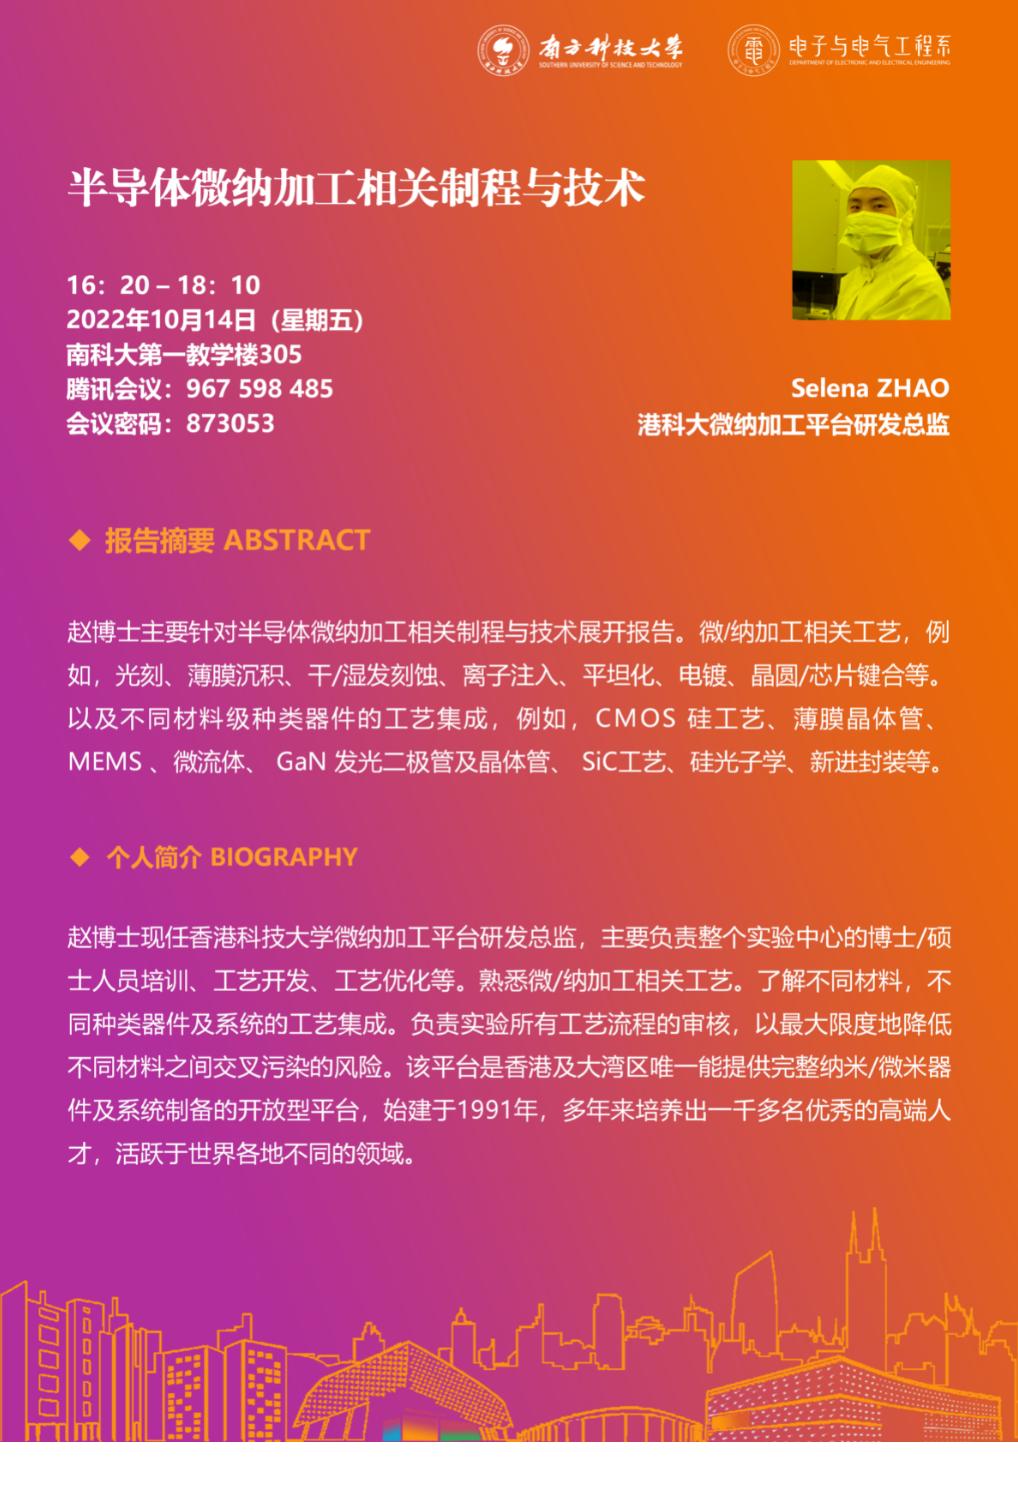 南方科技大学
SOUTHERN UNIVERSITY OF SCIENCE AND TECHNOLOGY
電
电子与电气工程系
DEPARTMENT OF ELECTRONIC AND ELECTRICAL ENGINEERING
半导体微纳加工相关制程与技术
16：20 – 18：10
2022年10月14日（星期五）
南科大第一教学楼305
腾讯会议：967 598 485
会议密码：873053
Selena ZHAO
港科大微纳加工平台研发总监
◆ 报告摘要 ABSTRACT
赵博士主要针对半导体微纳加工相关制程与技术展开报告。微/纳加工相关工艺，例
如，光刻、薄膜沉积、干/湿发刻蚀、离子注入、平坦化、电镀、晶圆/芯片键合等。
以及不同材料级种类器件的工艺集成，例如，CMOS 硅工艺、薄膜晶体管、
MEMS 、微流体、 GaN 发光二极管及晶体管、 SiC工艺、硅光子学、新进封装等。
◆ 个人简介 BIOGRAPHY
赵博士现任香港科技大学微纳加工平台研发总监，主要负责整个实验中心的博士/硕
士人员培训、工艺开发、工艺优化等。熟悉微/纳加工相关工艺。了解不同材料，不
同种类器件及系统的工艺集成。负责实验所有工艺流程的审核，以最大限度地降低
不同材料之间交叉污染的风险。该平台是香港及大湾区唯一能提供完整纳米/微米器
件及系统制备的开放型平台，始建于1991年，多年来培养出一千多名优秀的高端人
才，活跃于世界各地不同的领域。